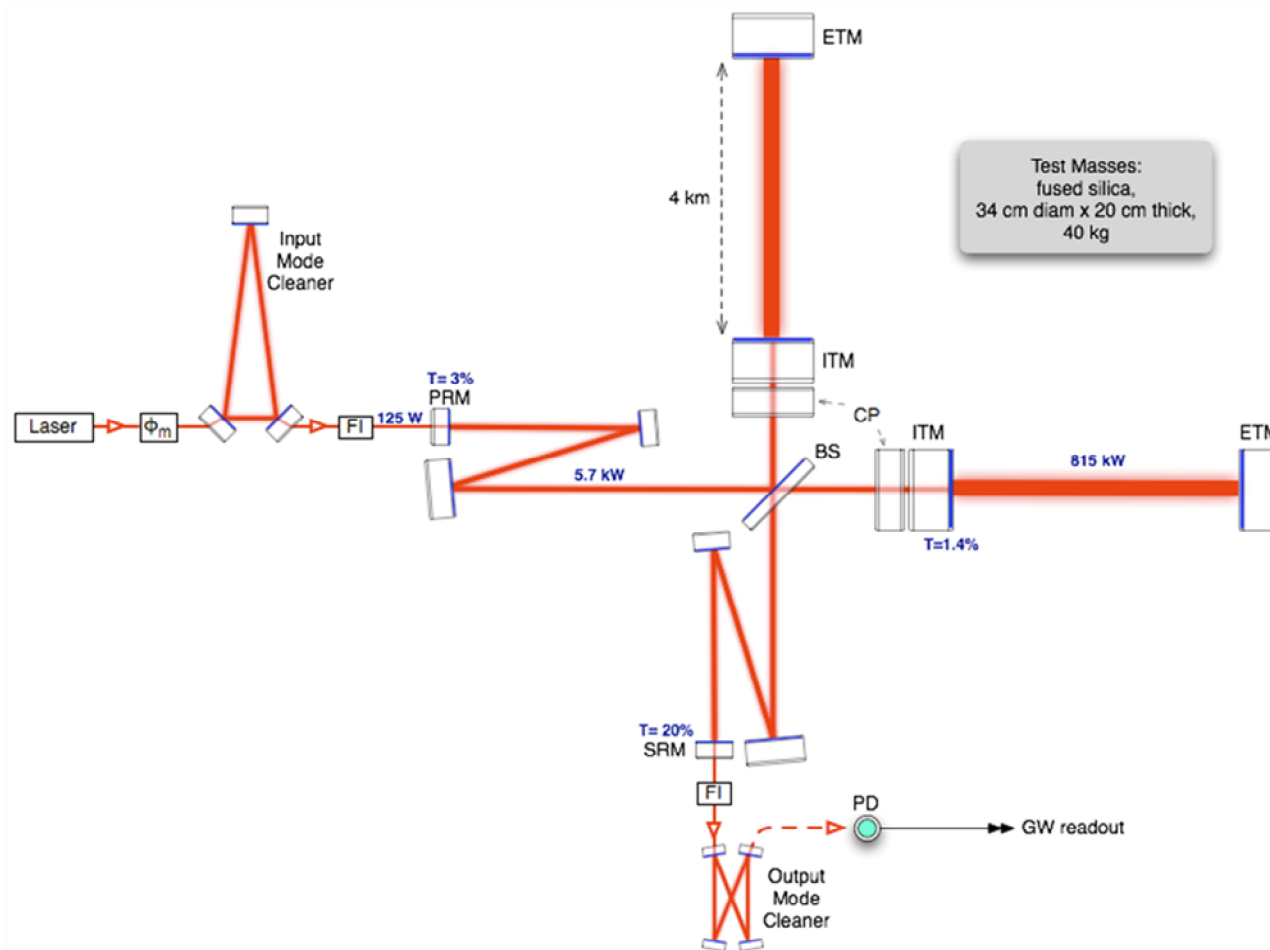 ETM
Test Masses:
fused silica,
34 cm diam x 20 cm thick,
40 kg
4 km
Input
Mode
Cleaner
ITM
T= 3%
PRM
CP
Laser
Φm
FI
125 W
ITM
ETM
BS
5.7 kW
815 kW
T=1.4%
T= 20%
SRM
FI
PD
GW readout
Output
Mode
Cleaner